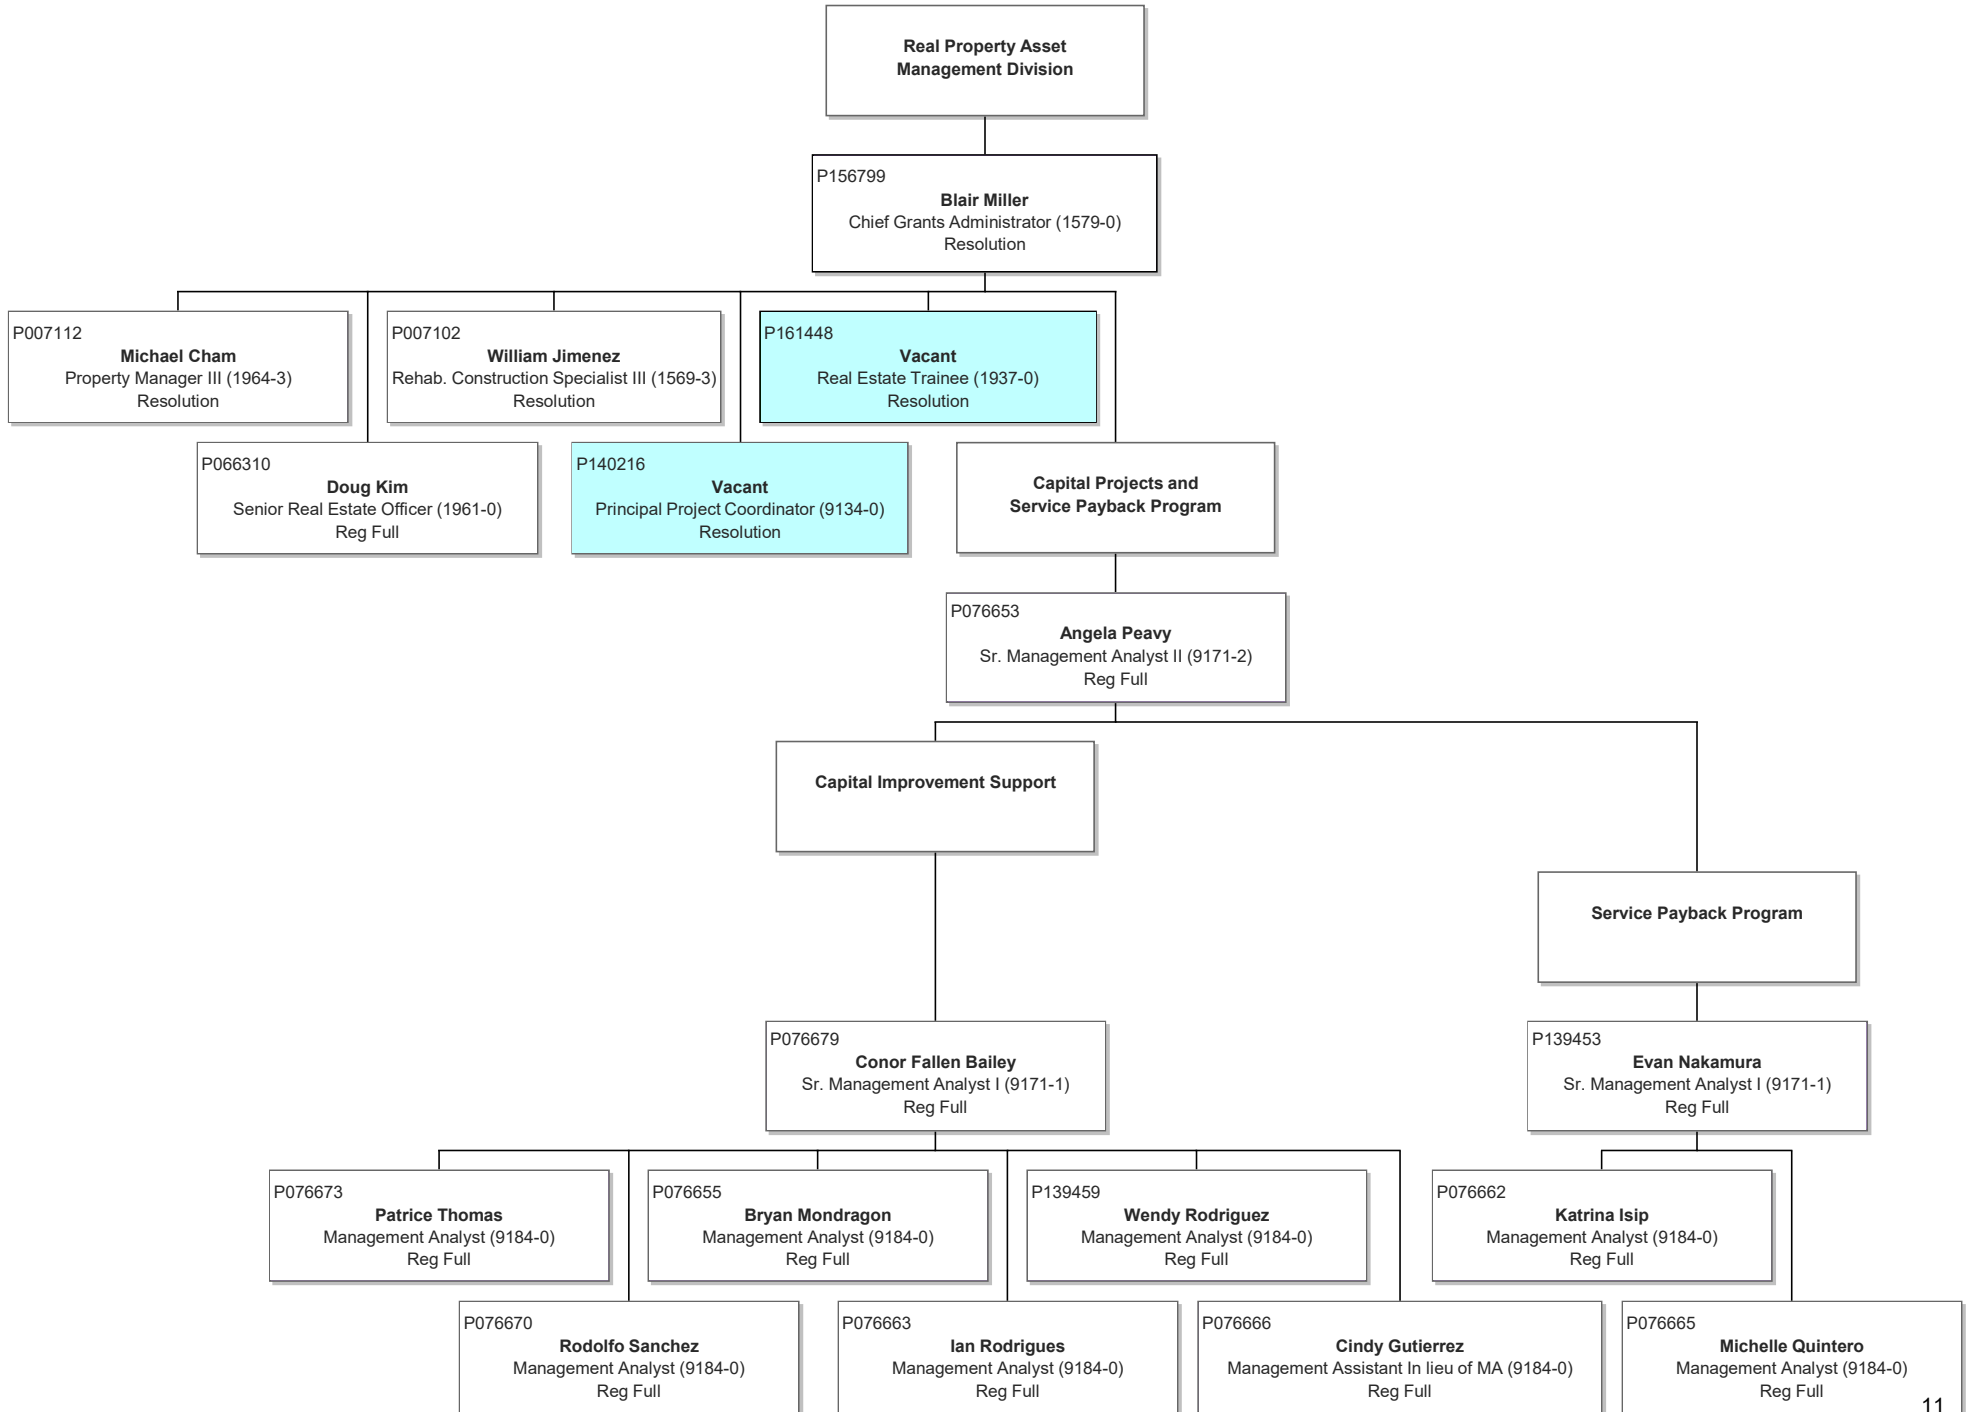 Real Property Asset
Management Division
P156799
Blair Miller
Chief Grants Administrator (1579-0)
Resolution
P007112
Michael Cham
Property Manager III (1964-3)
Resolution
P007102
William Jimenez
Rehab. Construction Specialist III (1569-3)
Resolution
P161448
Vacant
Real Estate Trainee (1937-0)
Resolution
P066310
Doug Kim
Senior Real Estate Officer (1961-0)
Reg Full
P140216
Vacant
Principal Project Coordinator (9134-0)
Resolution
Capital Projects and
Service Payback Program
P076653
Angela Peavy
Sr. Management Analyst II (9171-2)
Reg Full
Capital Improvement Support
Service Payback Program
P076679
Conor Fallen Bailey
Sr. Management Analyst I (9171-1)
Reg Full
P139453
Evan Nakamura
Sr. Management Analyst I (9171-1)
Reg Full
P076673
Patrice Thomas
Management Analyst (9184-0)
Reg Full
P076655
Bryan Mondragon
Management Analyst (9184-0)
Reg Full
P139459
Wendy Rodriguez
Management Analyst (9184-0)
Reg Full
P076662
Katrina Isip
Management Analyst (9184-0)
Reg Full
P076670
Rodolfo Sanchez
Management Analyst (9184-0)
Reg Full
P076663
Ian Rodrigues
Management Analyst (9184-0)
Reg Full
P076666
Cindy Gutierrez
Management Assistant In lieu of MA (9184-0)
Reg Full
P076665
Michelle Quintero
Management Analyst (9184-0)
Reg Full
11